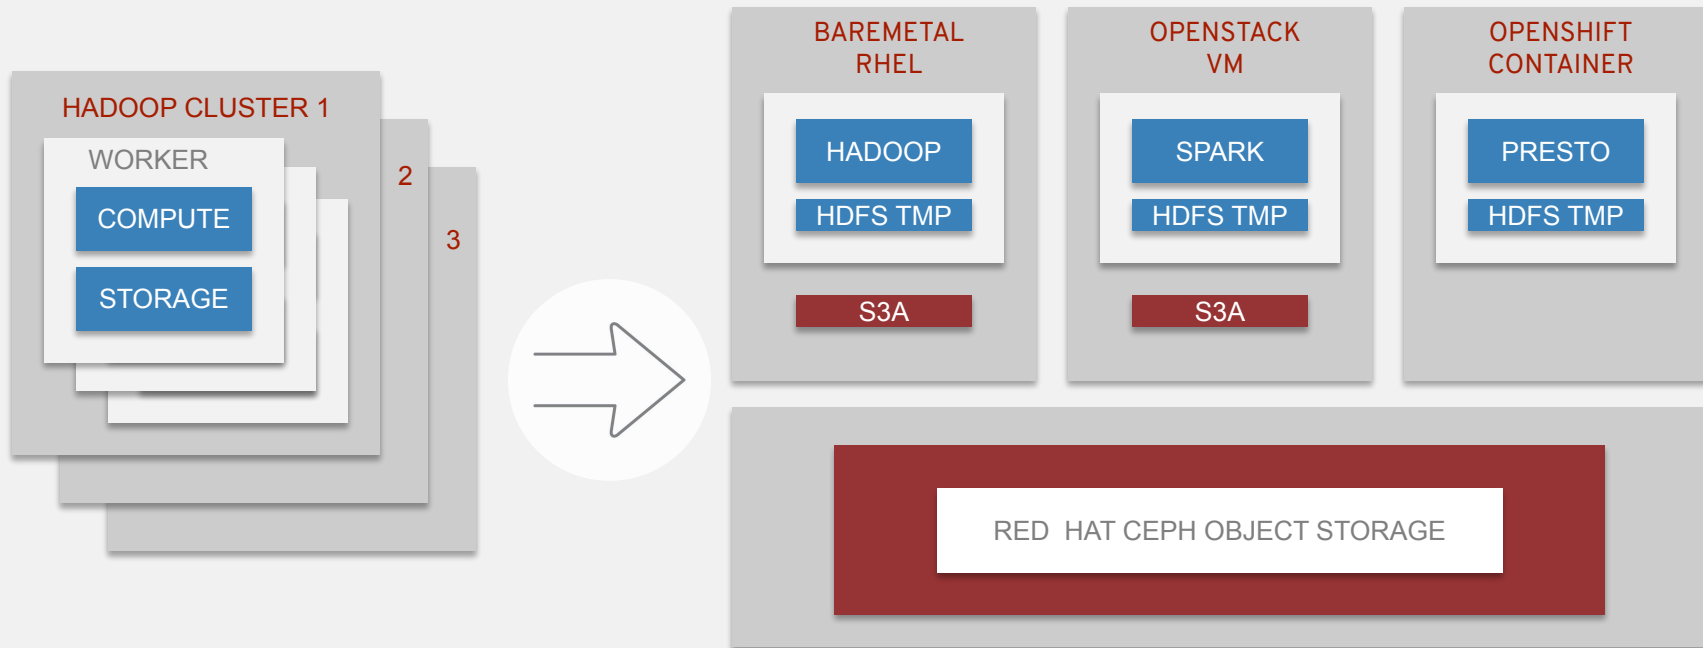 HADOOP CLUSTER 1
WORKER
COMPUTE
STORAGE
2
3
BAREMETAL
RHEL
HADOOP
HDFS TMP
S3A
OPENSTACK
VM
SPARK
HDFS TMP
S3A
OPENSHIFT
CONTAINER
PRESTO
HDFS TMP
RED HAT CEPH OBJECT STORAGE